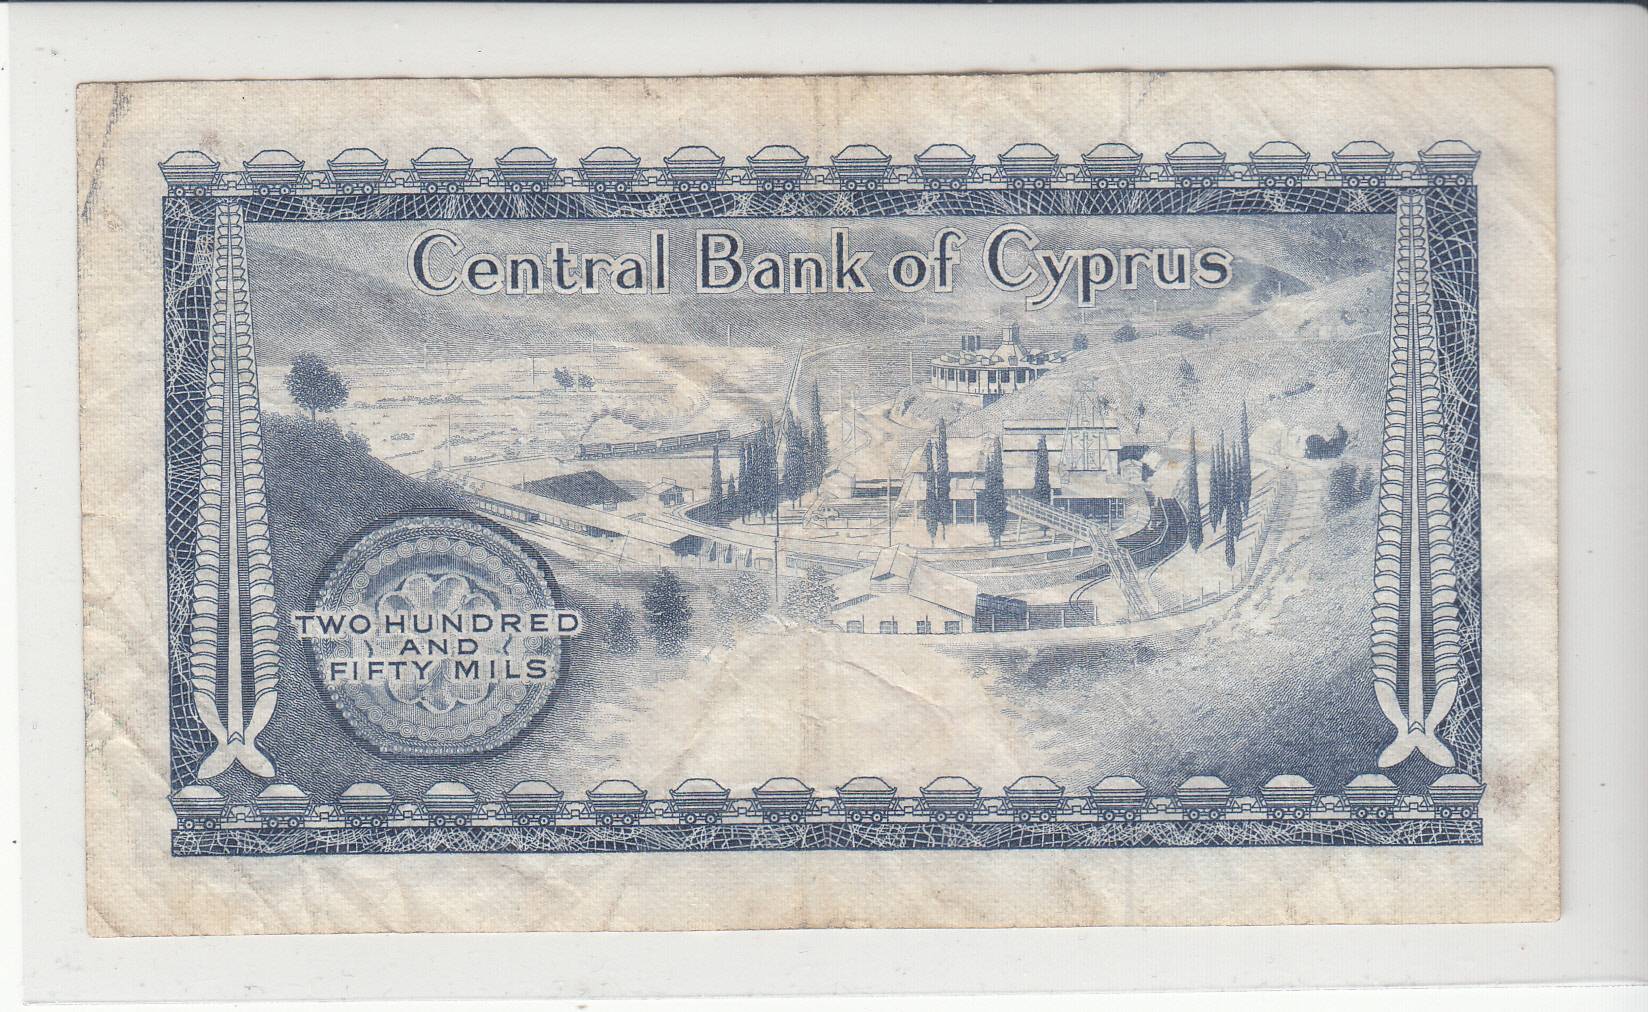 Central Bank of Cyprus
TWO HUNDRED
AND
FIFTY MILS